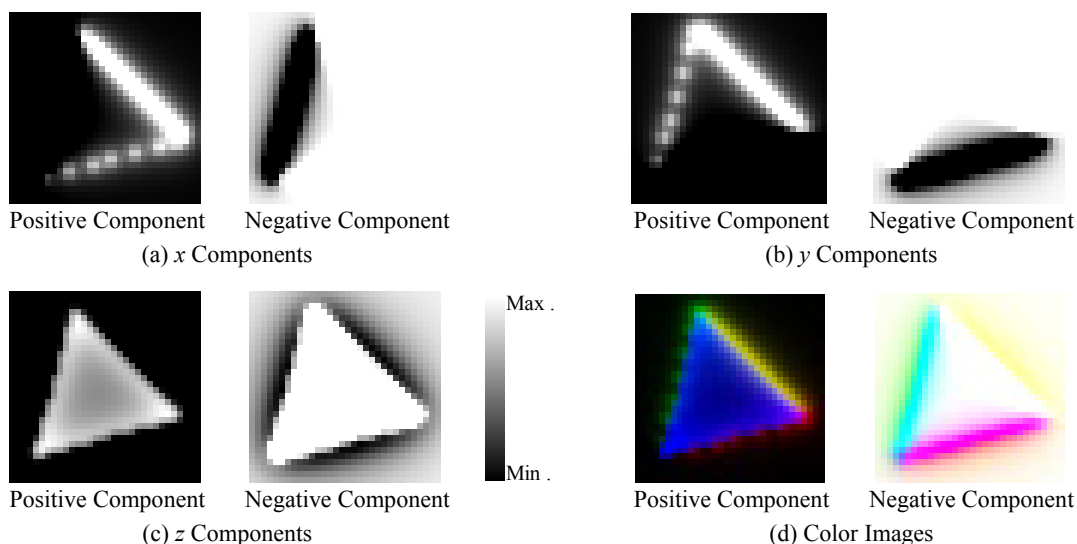 Positive Component Negative Component
(a) x Components
Positive Component Negative Component
(b) y Components
Max .
Min .
Positive Component Negative Component
(c) z Components
Positive Component Negative Component
(d) Color Images